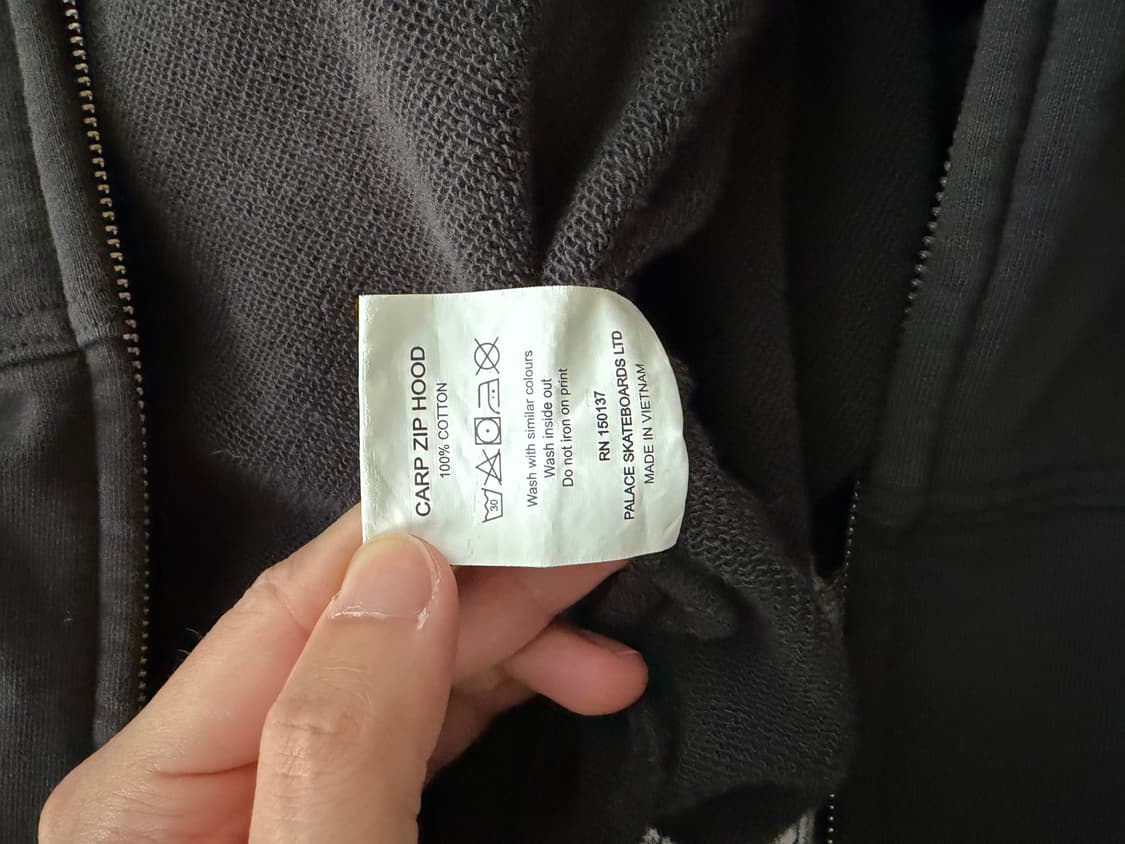 CARP ZIP HOOD
100% COTTON
30
Wash with similar colours
Wash inside out
Do not iron on print
RN 150137
PALACE SKATEBOARDS LTD
MADE IN VIETNAM